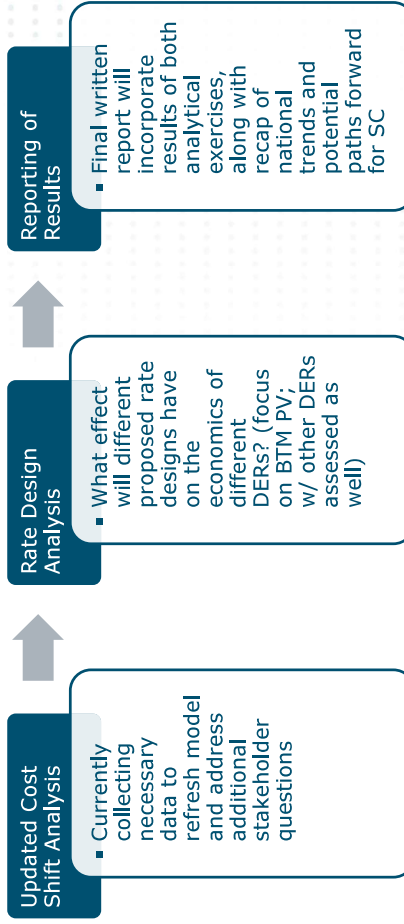 Updated Cost
Shift Analysis
▪ Currently
collecting
necessary
data to
refresh model
and address
additional
stakeholder
questions
Rate Design
Analysis
▪ What effect
will different
proposed rate
designs have
on the
economics of
different
DERs? (focus
on BTM PV;
w/ other DERs
assessed as
well)
Reporting of
Results
▪ Final written
report will
incorporate
results of both
analytical
exercises,
along with
recap of
national
trends and
potential
paths forward
for SC